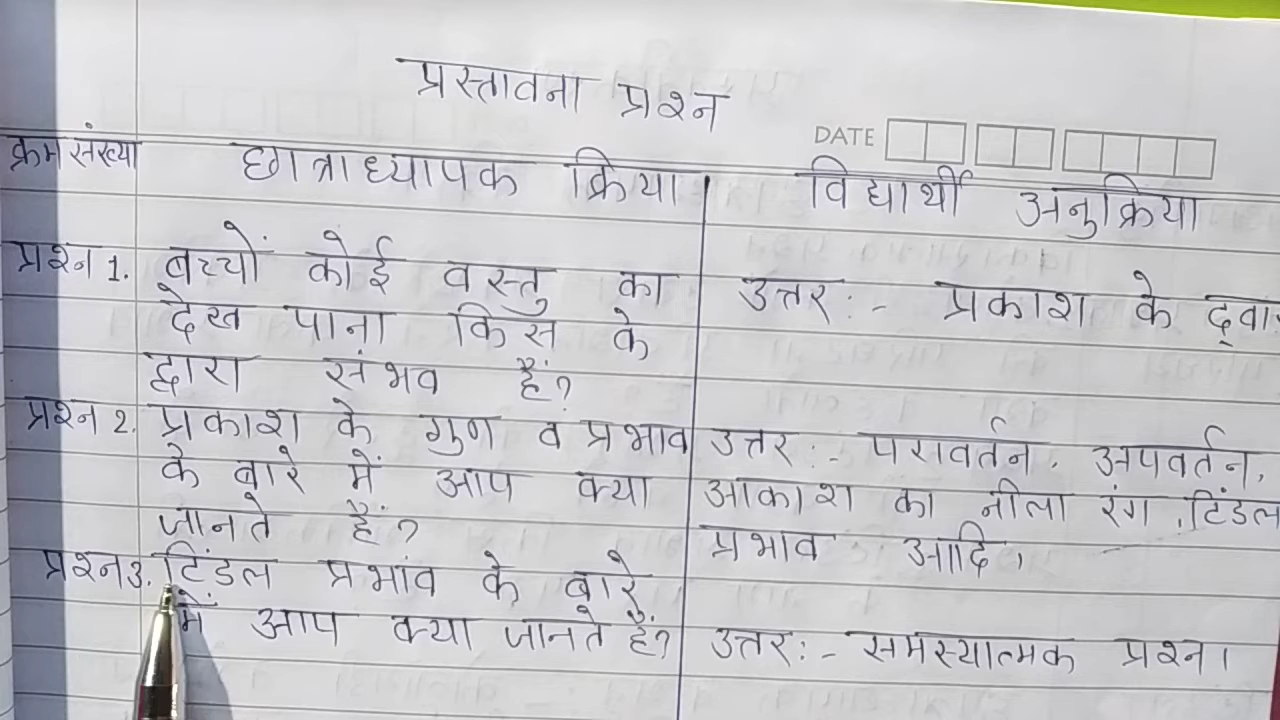 प्रस्तावना प्रश्न
DATE
क्रम संख्या छात्राध्यापक क्रिया विद्यार्थी अनुक्रिया
प्रश्न 1. बच्चों कोई वस्तु का उत्तर :- प्रकाश के द्वा
देख पाना किस के
द्वारा संभव हैं?
प्रश्न 2. प्रकाश के गुण व प्रभाव उत्तर :- परावर्तन, अपवर्तन,
के बारे में आप क्या आकाश का नीला रंग, टिंडल
जानते हैं? प्रभाव आदि,
प्रश्न 3. टिंडल प्रभाव के बारे
में आप क्या जानते हैं? उत्तर :- समस्यात्मक प्रश्न।